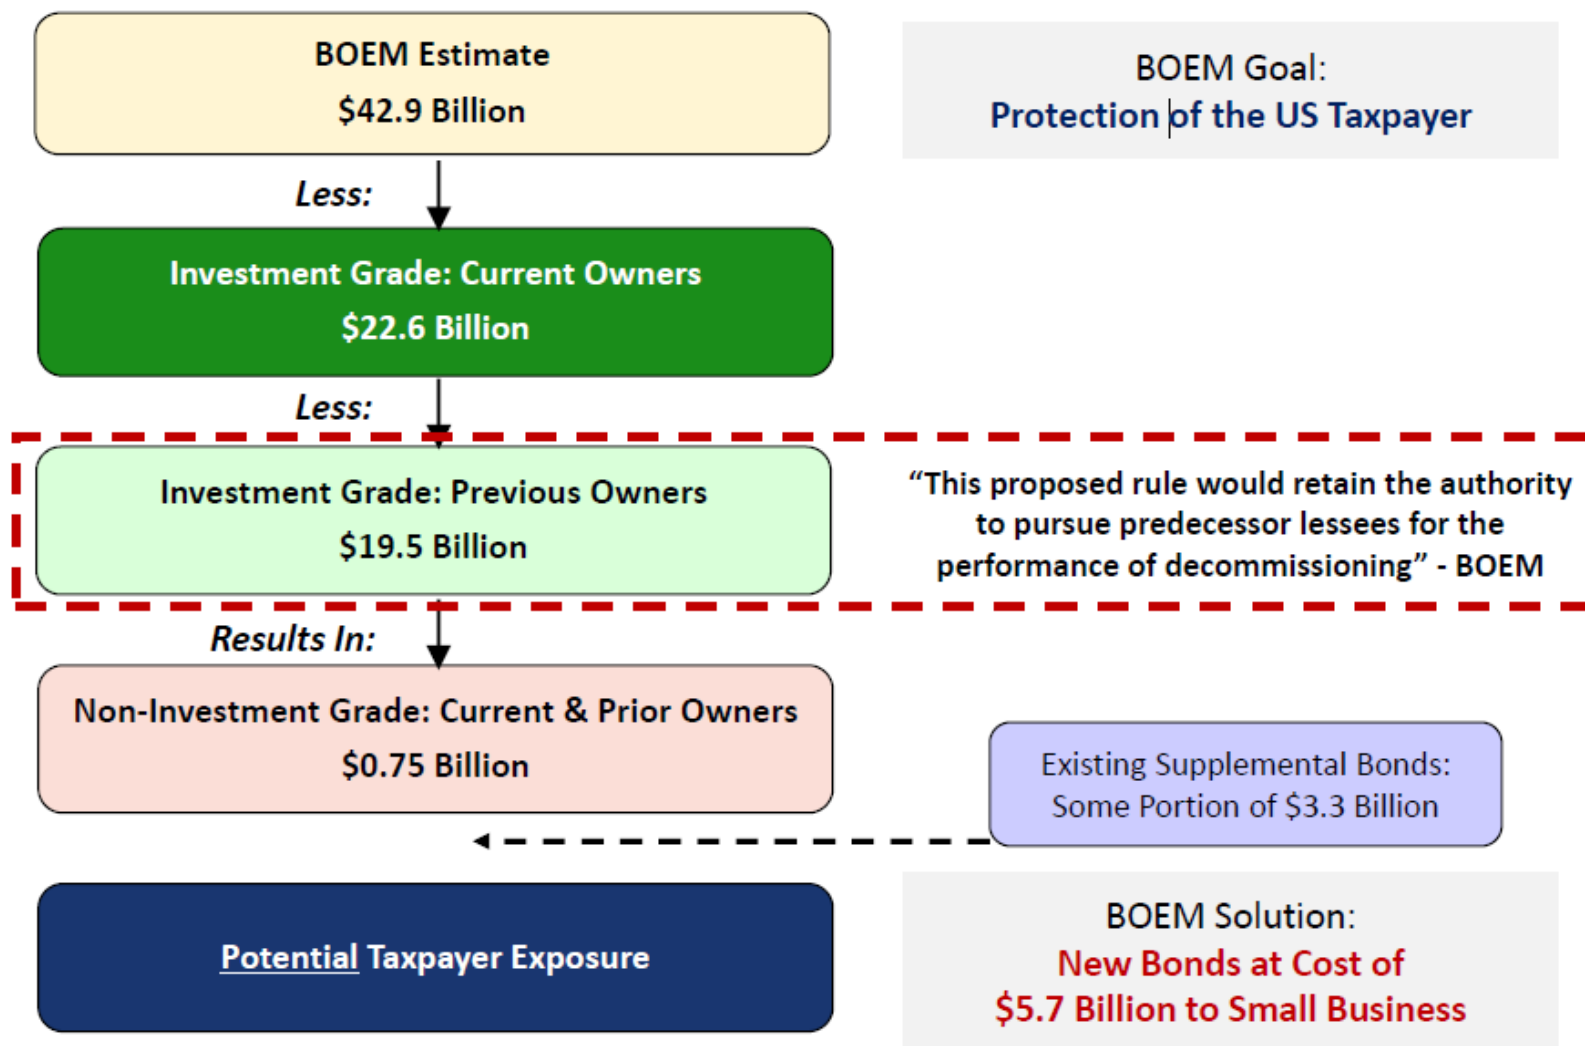 BOEM Estimate
$42.9 Billion
BOEM Goal:
Protection of the US Taxpayer
Less:
Investment Grade: Current Owners
$22.6 Billion
Less:
Investment Grade: Previous Owners
$19.5 Billion
“This proposed rule would retain the authority
to pursue predecessor lessees for the
performance of decommissioning” - BOEM
Results In:
Non-Investment Grade: Current & Prior Owners
$0.75 Billion
Existing Supplemental Bonds:
Some Portion of $3.3 Billion
Potential Taxpayer Exposure
BOEM Solution:
New Bonds at Cost of
$5.7 Billion to Small Business